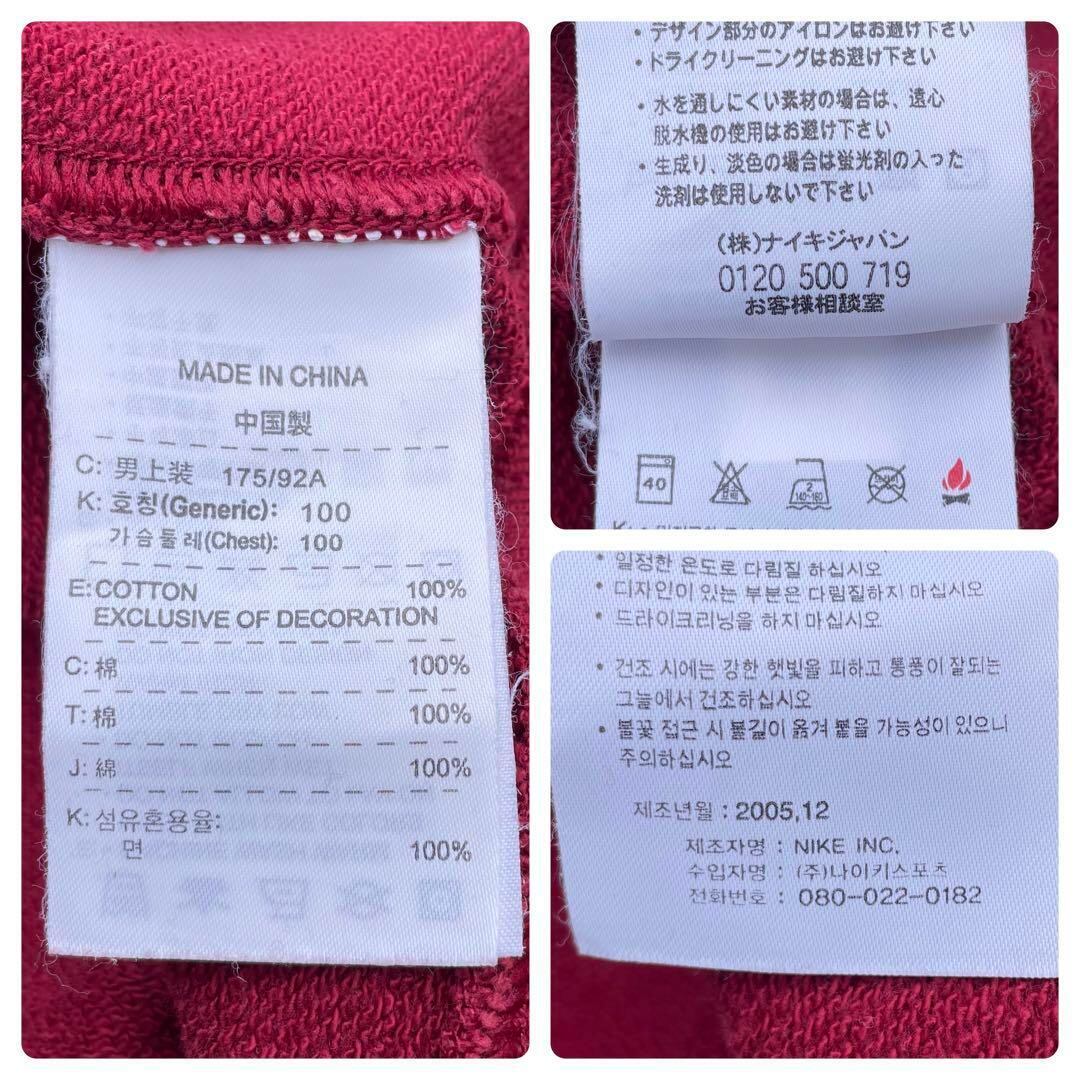 MADE IN CHINA
中国製
C: 男上装 175/92A
K: 호칭(Generic): 100
가슴둘레(Chest): 100
E: COTTON 100%
EXCLUSIVE OF DECORATION
C: 棉 100%
T: 棉 100%
J: 綿 100%
K: 섬유혼용율:
면 100%
・デザイン部分のアイロンはお避け下さい
・ドライクリーニングはお避け下さい
・水を通しにくい素材の場合は、遠心
脱水機の使用はお避け下さい
・生成り、淡色の場合は蛍光剤の入った
洗剤は使用しないで下さい
(株)ナイキジャパン
0120 500 719
お客様相談室
40
2
140~160
• 일정한 온도로 다림질 하십시오
• 디자인이 있는 부분은 다림질하지 마십시오
• 드라이크리닝을 하지 마십시오
• 건조 시에는 강한 햇빛을 피하고 통풍이 잘되는
그늘에서 건조하십시오
• 불꽃 접근 시 불길이 옮겨 붙을 가능성이 있으니
주의하십시오
제조년월 : 2005,12
제조자명 : NIKE INC.
수입자명 : (주)나이키스포츠
전화번호 : 080-022-0182